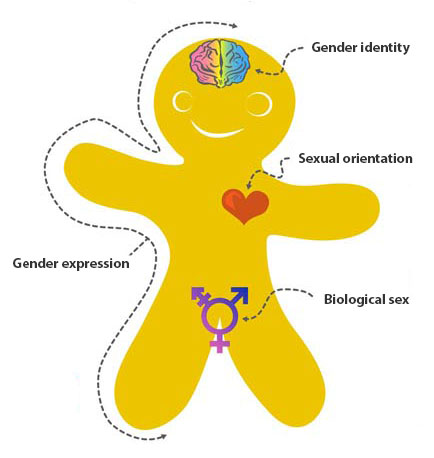 Gender identity
Sexual orientation
Gender expression
Biological sex